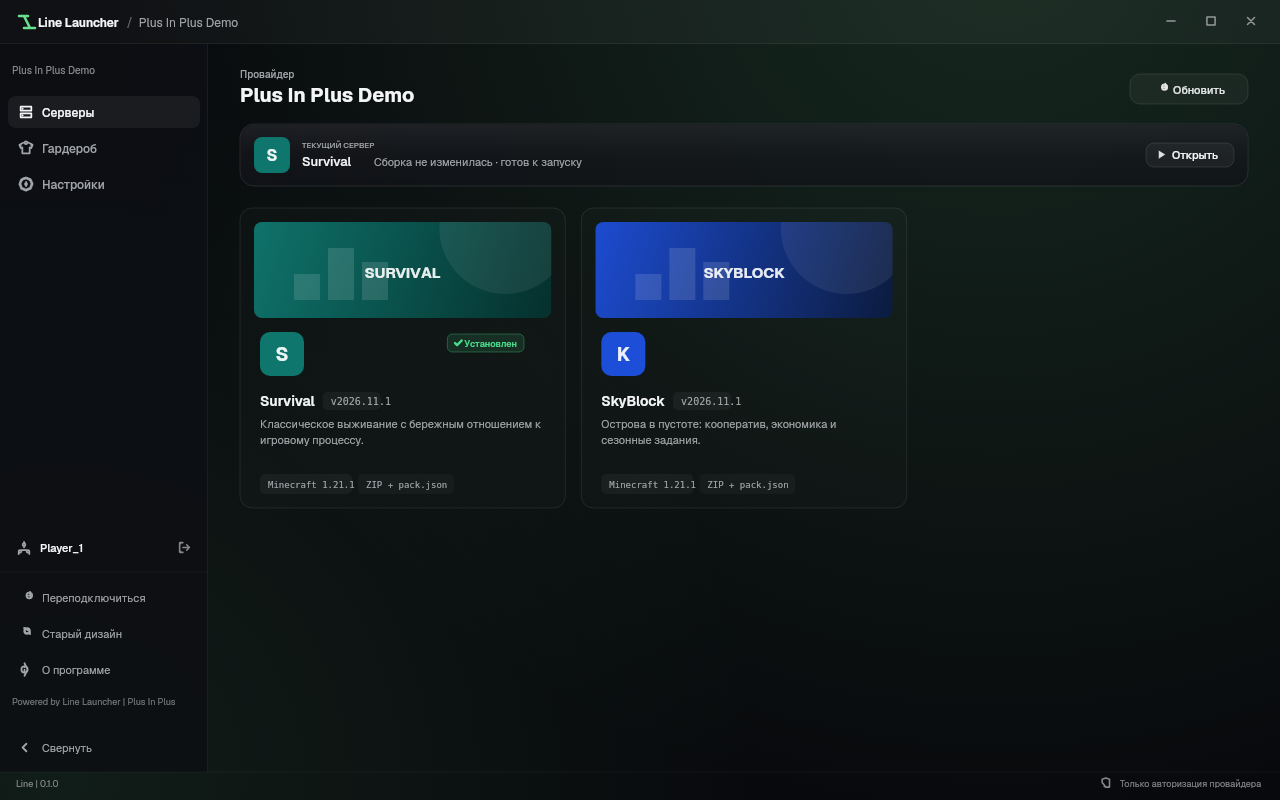 Line Launcher / Plus In Plus Demo
Plus In Plus Demo
Серверы
Гардероб
Настройки
Player_1
Переподключиться
Старый дизайн
О программе
Powered by Line Launcher | Plus In Plus
Свернуть
Провайдер
Plus In Plus Demo
Обновить
S
ТЕКУЩИЙ СЕРВЕР
Survival Сборка не изменилась · готов к запуску
Открыть
SURVIVAL
S
Установлен
Survival v2026.11.1
Классическое выживание с бережным отношением к
игровому процессу.
Minecraft 1.21.1 ZIP + pack.json
SKYBLOCK
K
SkyBlock v2026.11.1
Острова в пустоте: кооператив, экономика и
сезонные задания.
Minecraft 1.21.1 ZIP + pack.json
Line | 0.1.0
Только авторизация провайдера